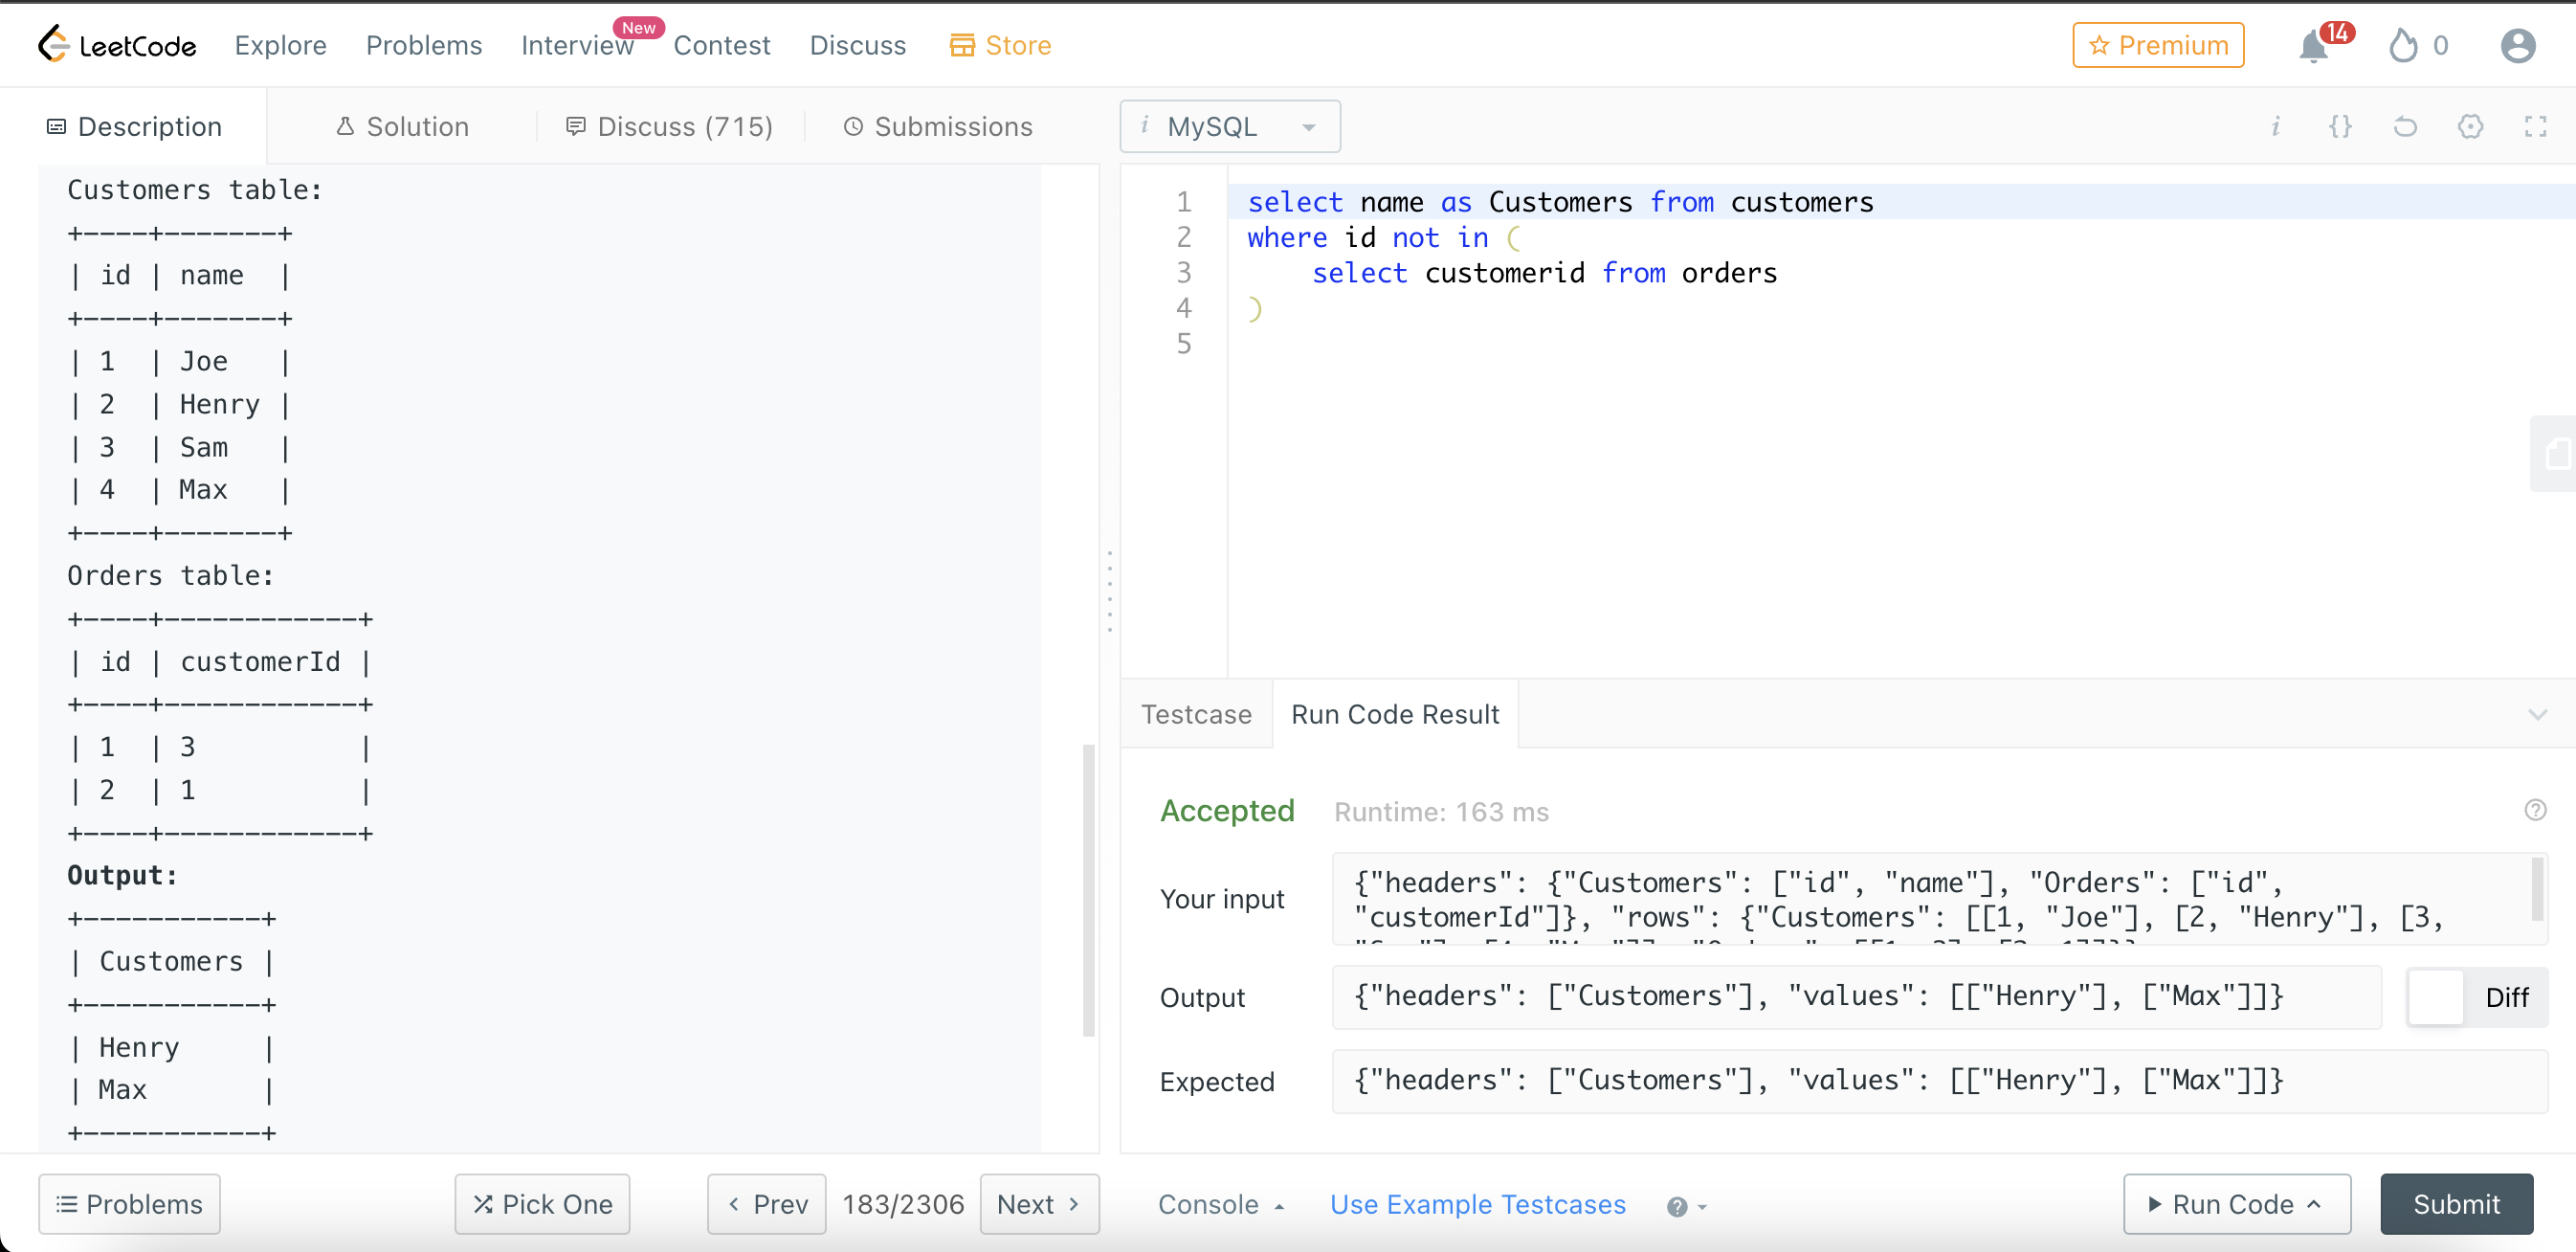 LeetCode Explore Problems Interview New Contest Discuss Store Premium 14 0
Description Solution Discuss (715) Submissions i MySQL i {}
Customers table:
+----+-------+
| id | name  |
+----+-------+
| 1  | Joe   |
| 2  | Henry |
| 3  | Sam   |
| 4  | Max   |
+----+-------+
Orders table:
+----+------------+
| id | customerId |
+----+------------+
| 1  | 3          |
| 2  | 1          |
+----+------------+
Output:
+-----------+
| Customers |
+-----------+
| Henry     |
| Max       |
+-----------+
1 select name as Customers from customers
2 where id not in (
3     select customerid from orders
4 )
5
Testcase Run Code Result
Accepted Runtime: 163 ms
Your input
{"headers": {"Customers": ["id", "name"], "Orders": ["id",
"customerId"]}, "rows": {"Customers": [[1, "Joe"], [2, "Henry"], [3,
Output {"headers": ["Customers"], "values": [["Henry"], ["Max"]]} Diff
Expected {"headers": ["Customers"], "values": [["Henry"], ["Max"]]}
Problems Pick One Prev 183/2306 Next Console Use Example Testcases Run Code Submit